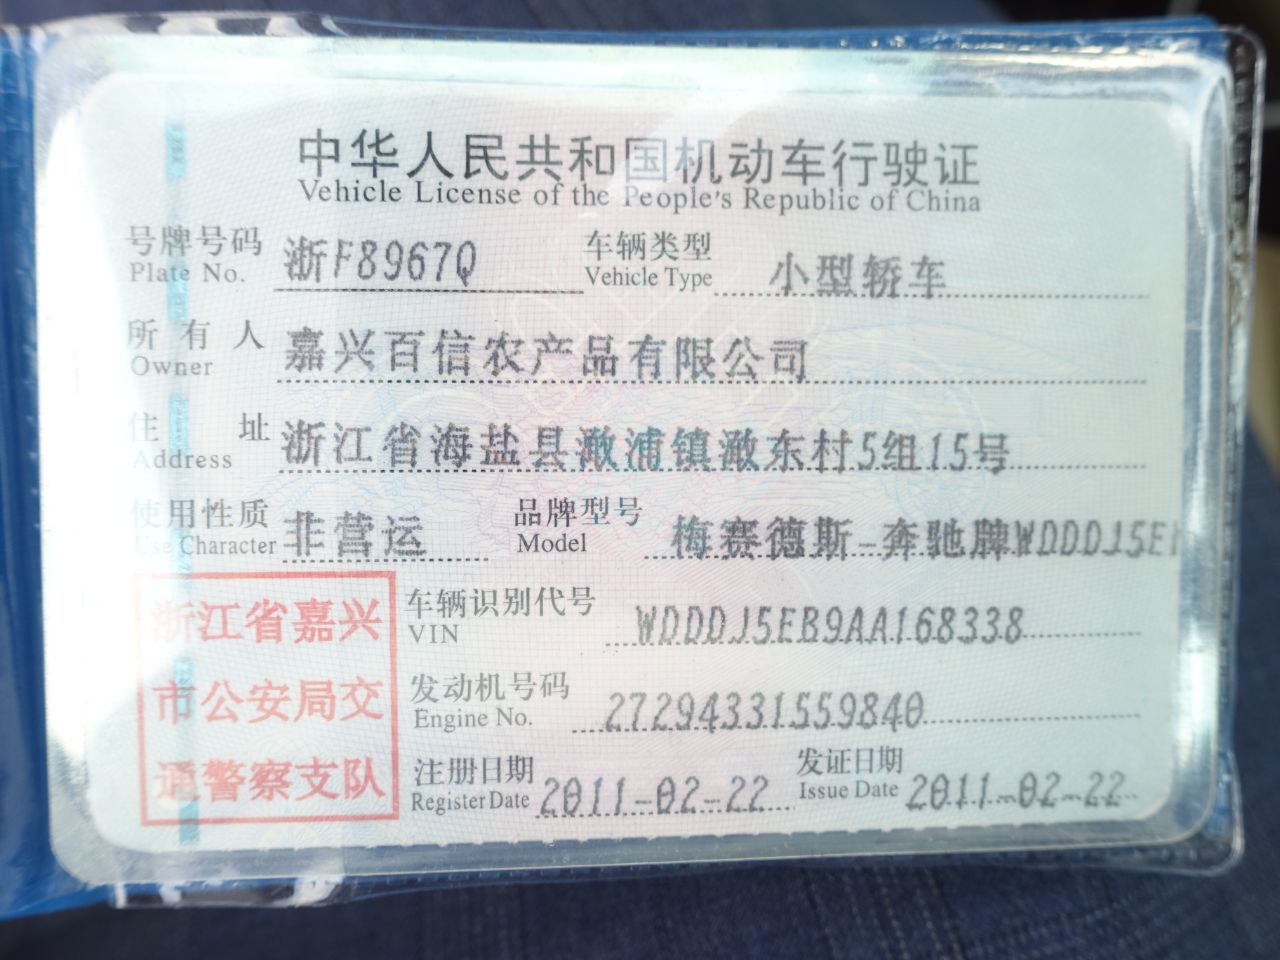 中华人民共和国机动车行驶证
Vehicle License of the People's Republic of China
号牌号码 浙F8967Q 车辆类型 小型轿车
Plate No. Vehicle Type
所有人 嘉兴百信农产品有限公司
Owner
住址 浙江省海盐县澉浦镇澉东村5组15号
Address
使用性质 非营运 品牌型号 梅赛德斯-奔驰牌WDDDJ5E
Use Character Model
浙江省嘉兴
市公安局交
通警察支队
车辆识别代号 WDDDJ5EB9AA168338
VIN
发动机号码 27294331559840
Engine No.
注册日期 2011-02-22 发证日期 2011-02-22
Register Date Issue Date